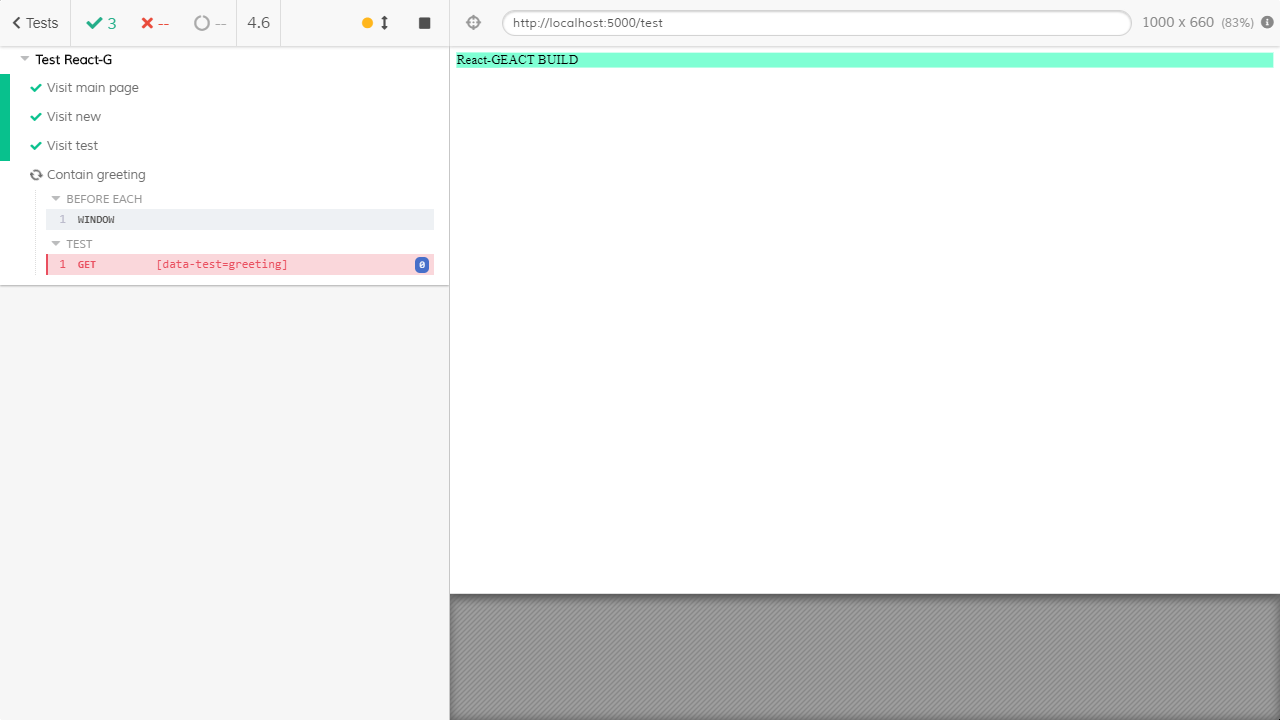 Tests 3 -- -- 4.6
http://localhost:5000/test 1000 x 660 (83%)
Test React-G
Visit main page
Visit new
Visit test
Contain greeting
BEFORE EACH
1 WINDOW
TEST
1 GET [data-test=greeting] 0
React-GEACT BUILD